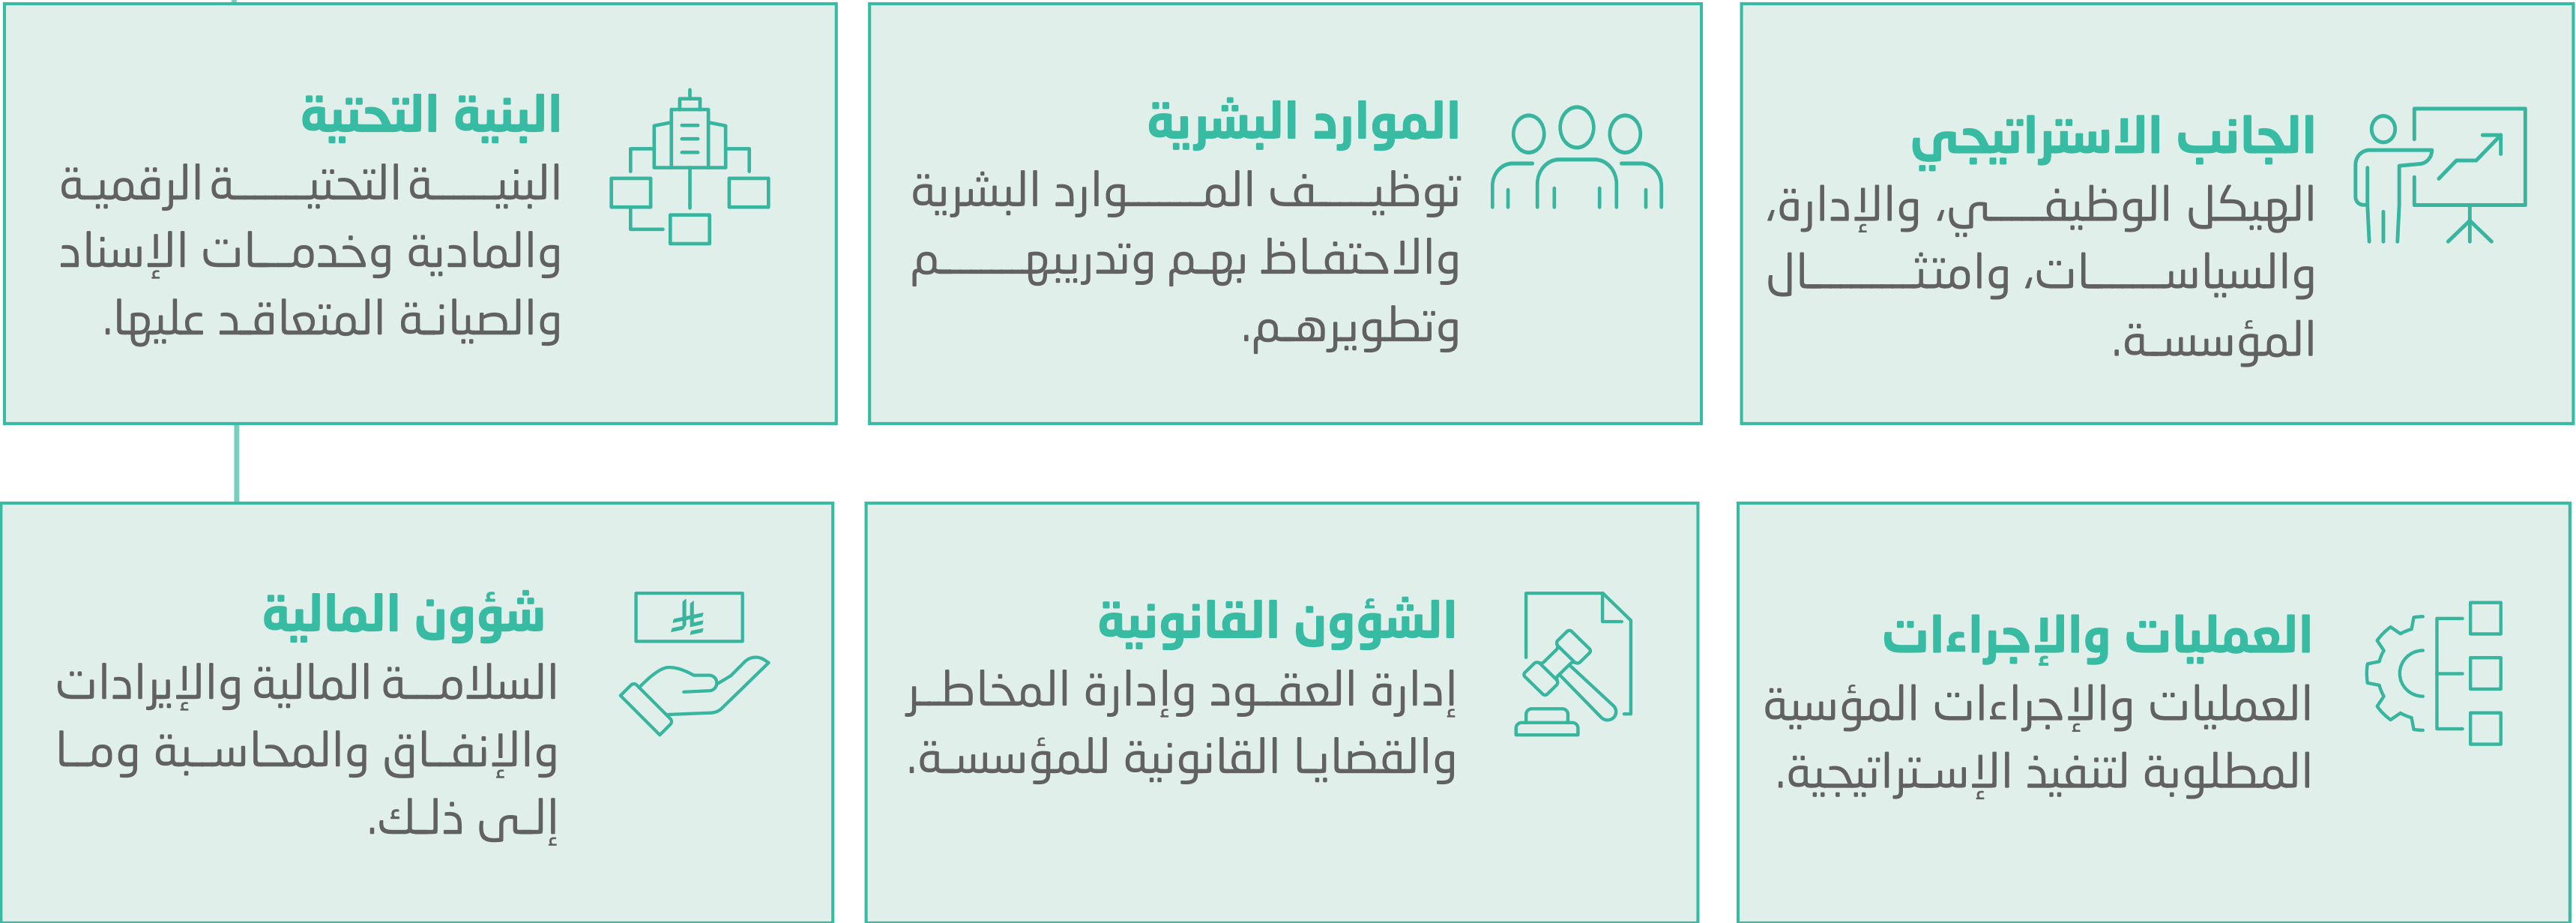 الجانب الاستراتيجي
الهيكل الوظيفي، والإدارة،
والسياسات، وامتثال
المؤسسة.
الموارد البشرية
توظيف الموارد البشرية
والاحتفاظ بهم وتدريبهم
وتطويرهم.
البنية التحتية
البنية التحتية الرقمية
والمادية وخدمات الإسناد
والصيانة المتعاقد عليها.
العمليات والإجراءات
العمليات والإجراءات المؤسية
المطلوبة لتنفيذ الإستراتيجية.
الشؤون القانونية
إدارة العقود وإدارة المخاطر
والقضايا القانونية للمؤسسة.
شؤون المالية
السلامة المالية والإيرادات
والإنفاق والمحاسبة وما
إلى ذلك.